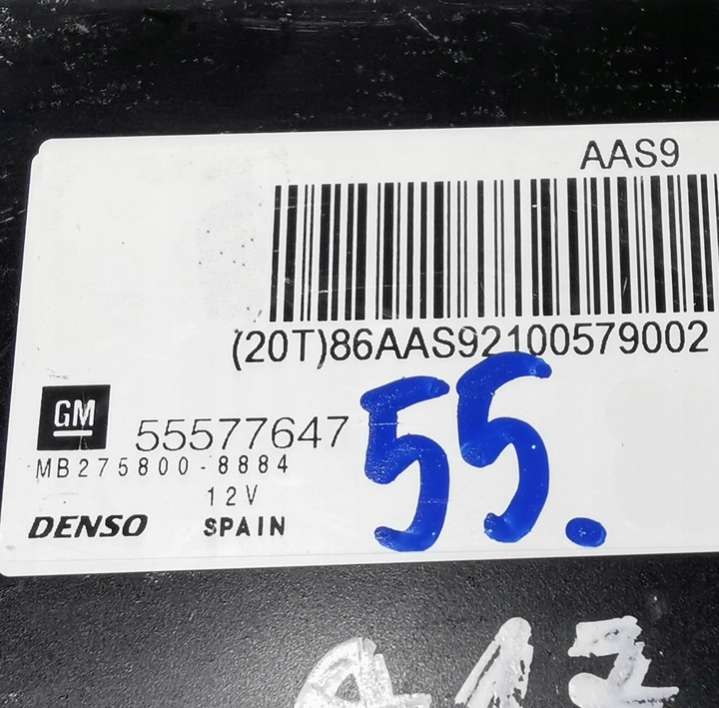 AAS9
(20T)86AAS92100579002
GM
55577647
MB275800-8884
12V
DENSO SPAIN
55.